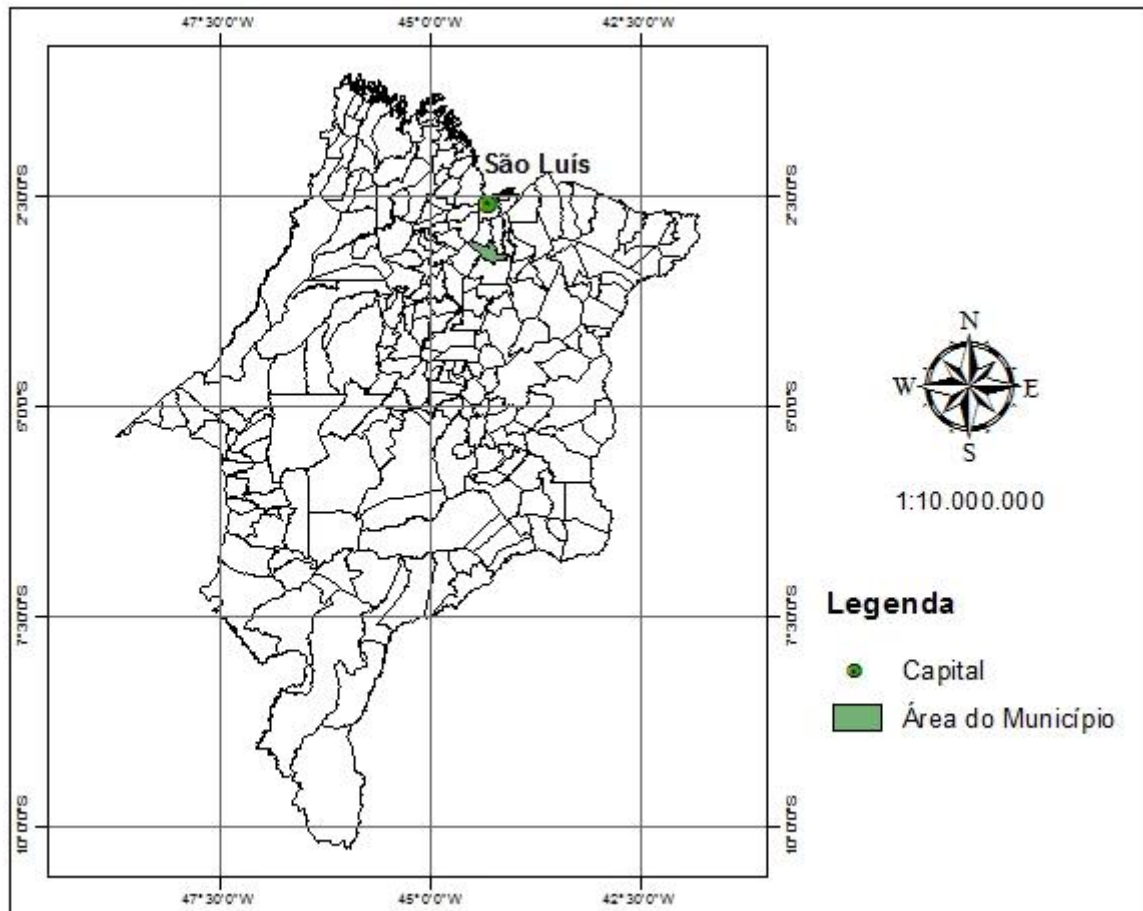 47°30'0"W 45°0'0"W 42°30'0"W
São Luís
2°30'0"S 2°30'0"S
N
W E
S
5°0'0"S 5°0'0"S
1:10.000.000
7°30'0"S 7°30'0"S
Legenda
Capital
Área do Município
10°0'0"S 10°0'0"S
47°30'0"W 45°0'0"W 42°30'0"W